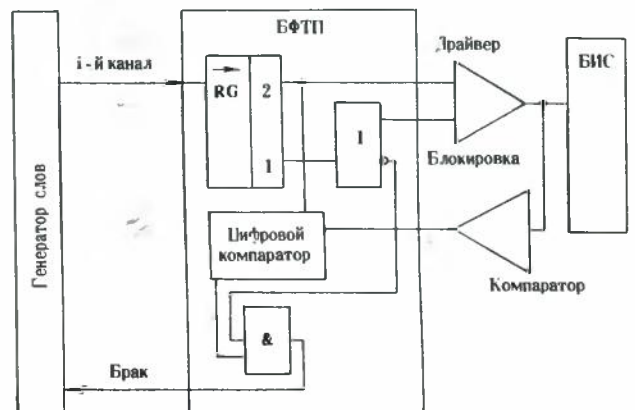 БФТП
Драйвер
БИС
i - й канал
RG
2
1
1
Блокировка
Генератор слов
Цифровой
компаратор
Компаратор
&
Брак